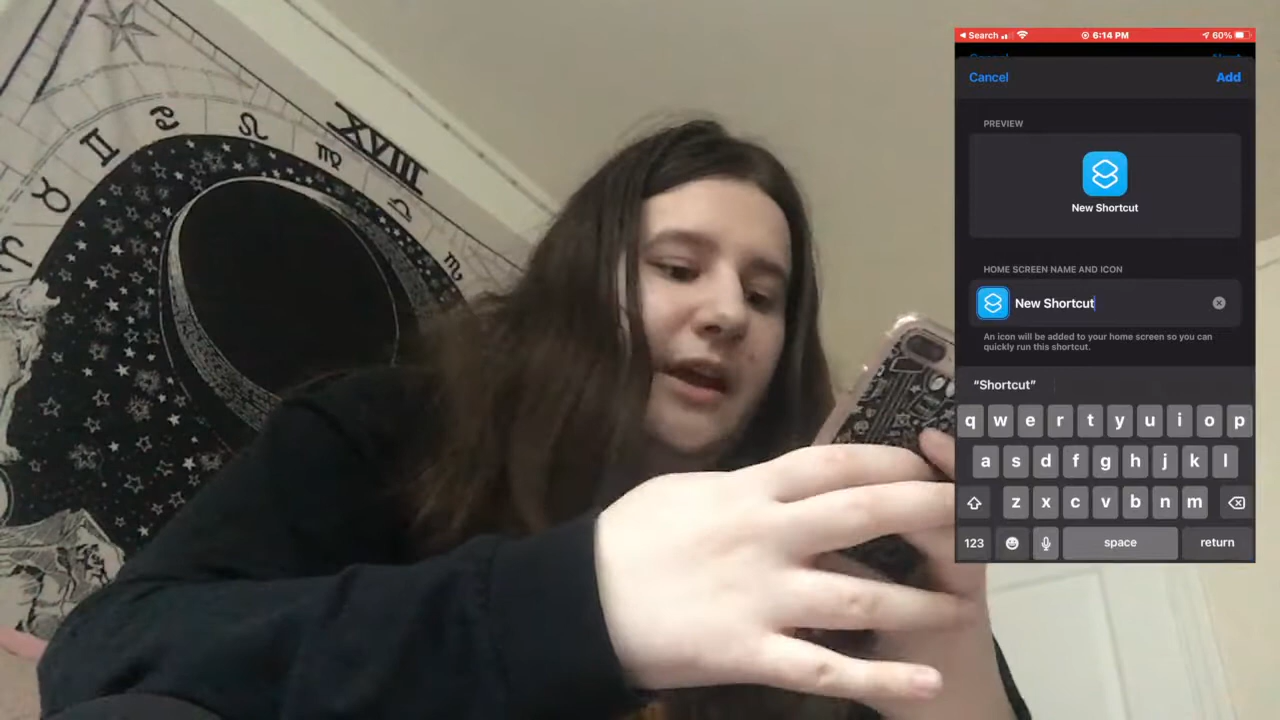 XVIII
Search
6:14 PM
60%
Cancel
Add
PREVIEW
New Shortcut
HOME SCREEN NAME AND ICON
New Shortcut
An icon will be added to your home screen so you can
quickly run this shortcut.
“Shortcut”
q w e r t y u i o p
a s d f g h j k l
z x c v b n m
123
space
return